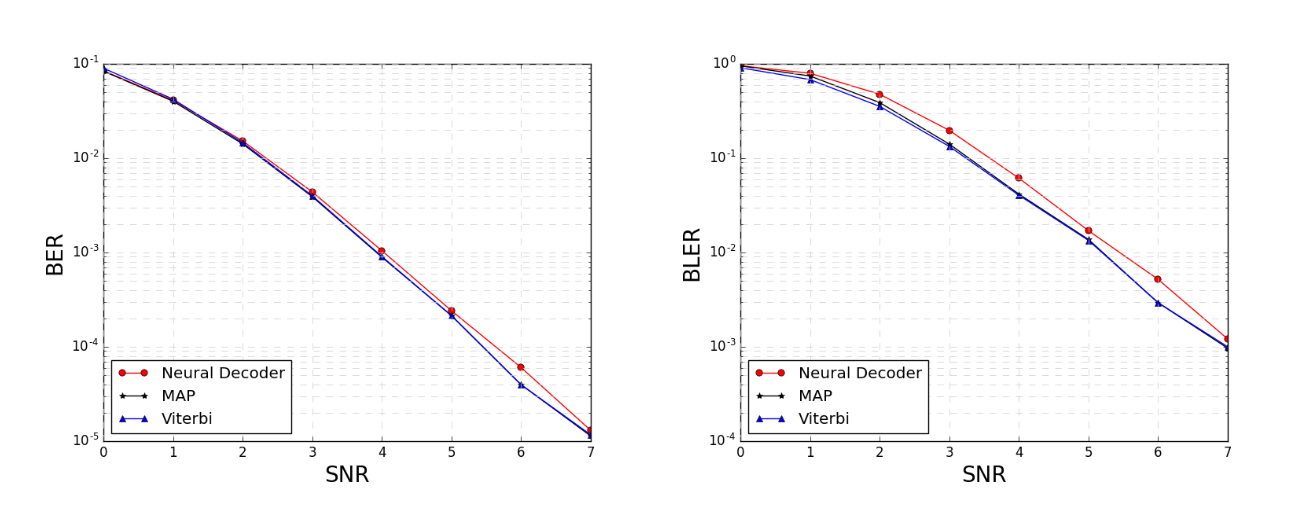 10^-1
10^-2
10^-3
10^-4
10^-5
BER
0 1 2 3 4 5 6 7
SNR
Neural Decoder
MAP
Viterbi
10^0
10^-1
10^-2
10^-3
10^-4
BLER
0 1 2 3 4 5 6 7
SNR
Neural Decoder
MAP
Viterbi